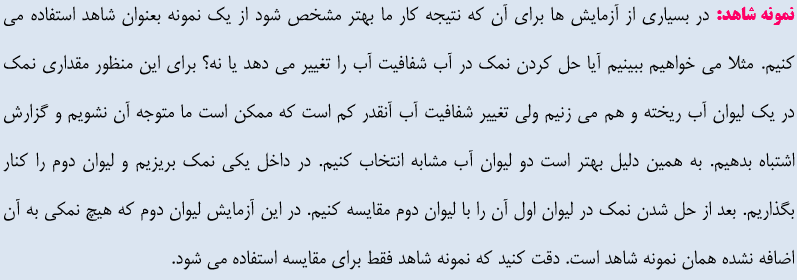 نمونه شاهد: در بسیاری از آزمایش ها برای آن که نتیجه کار ما بهتر مشخص شود از یک نمونه بعنوان شاهد استفاده می
کنیم. مثلا می خواهیم ببینیم آیا حل کردن نمک در آب شفافیت آب را تغییر می دهد یا نه؟ برای این منظور مقداری نمک
در یک لیوان آب ریخته و هم می زنیم ولی تغییر شفافیت آب آنقدر کم است که ممکن است ما متوجه آن نشویم و گزارش
اشتباه بدهیم. به همین دلیل بهتر است دو لیوان آب مشابه انتخاب کنیم. در داخل یکی نمک بریزیم و لیوان دوم را کنار
بگذاریم. بعد از حل شدن نمک در لیوان اول آن را با لیوان دوم مقایسه کنیم. در این آزمایش لیوان دوم که هیچ نمکی به آن
اضافه نشده همان نمونه شاهد است. دقت کنید که نمونه شاهد فقط برای مقایسه استفاده می شود.